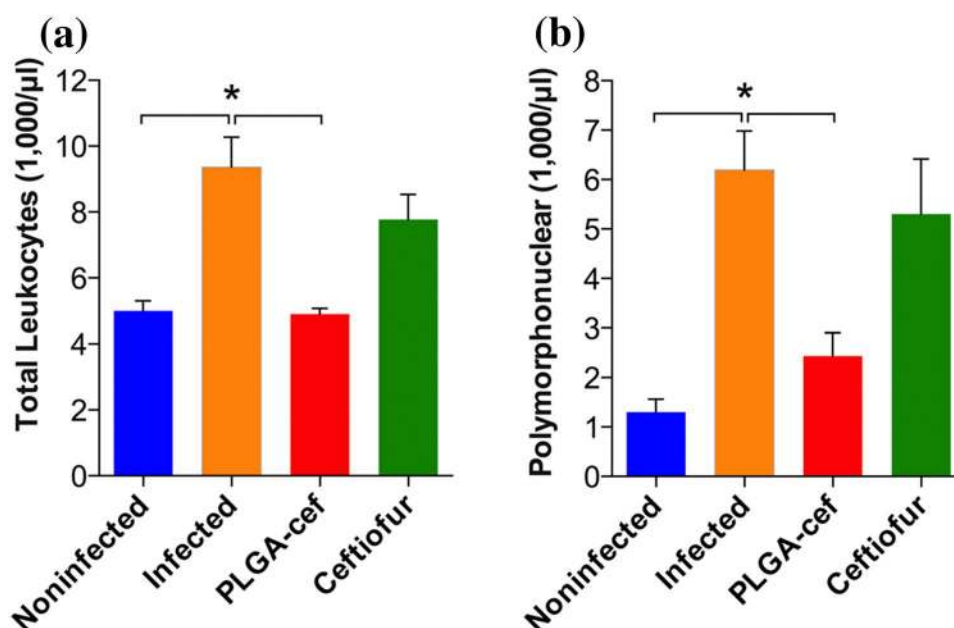 (a)
Total Leukocytes (1,000/µl)
12
10
8
6
4
2
0
*
Noninfected
Infected
PLGA-cef
Ceftiofur
(b)
Polymorphonuclear (1,000/µl)
8
7
6
5
4
3
2
1
0
*
Noninfected
Infected
PLGA-cef
Ceftiofur